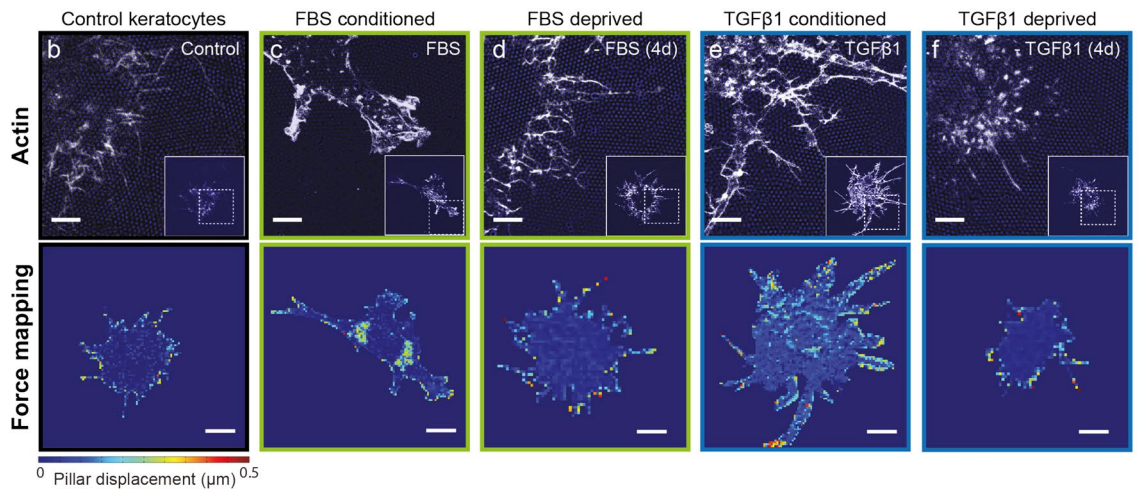 Control keratocytes
FBS conditioned
FBS deprived
TGFβ1 conditioned
TGFβ1 deprived
Actin
b
Control
c
FBS
d
- FBS (4d)
e
TGFβ1
f
- TGFβ1 (4d)
Force mapping
0
0.5
Pillar displacement (μm)